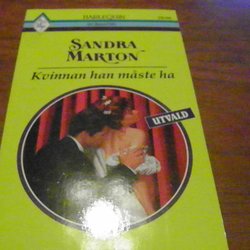 HARLEQUIN
SANDRA
MARTON
Kvinnan han måste ha
UTVALD